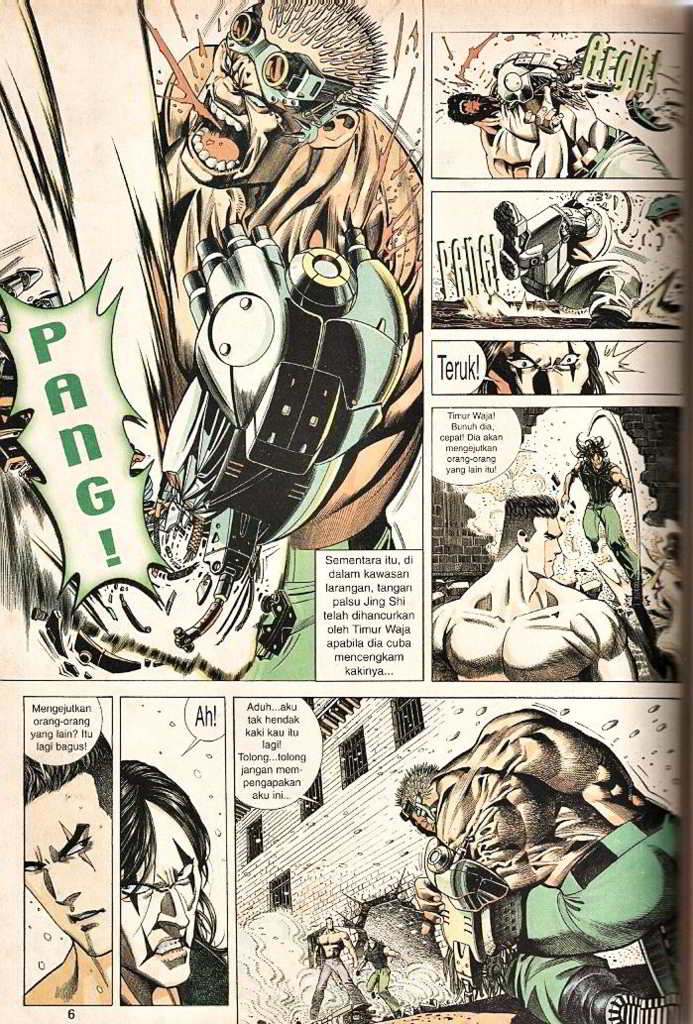 PANG!
Sementara itu, di
dalam kawasan
larangan, tangan
palsu Jing Shi
telah dihancurkan
oleh Timur Waja
apabila dia cuba
mencengkam
kakinya...
Argh!
PANG!
Teruk!
Timur Waja!
Bunuh dia,
cepat! Dia akan
mengejutkan
orang-orang
yang lain itu!
Mengejutkan
orang-orang
yang lain? Itu
lagi bagus!
Ah!
Aduh...aku
tak hendak
kaki kau itu
lagi!
Tolong...tolong
jangan mem-
pengapakan
aku ini...
6